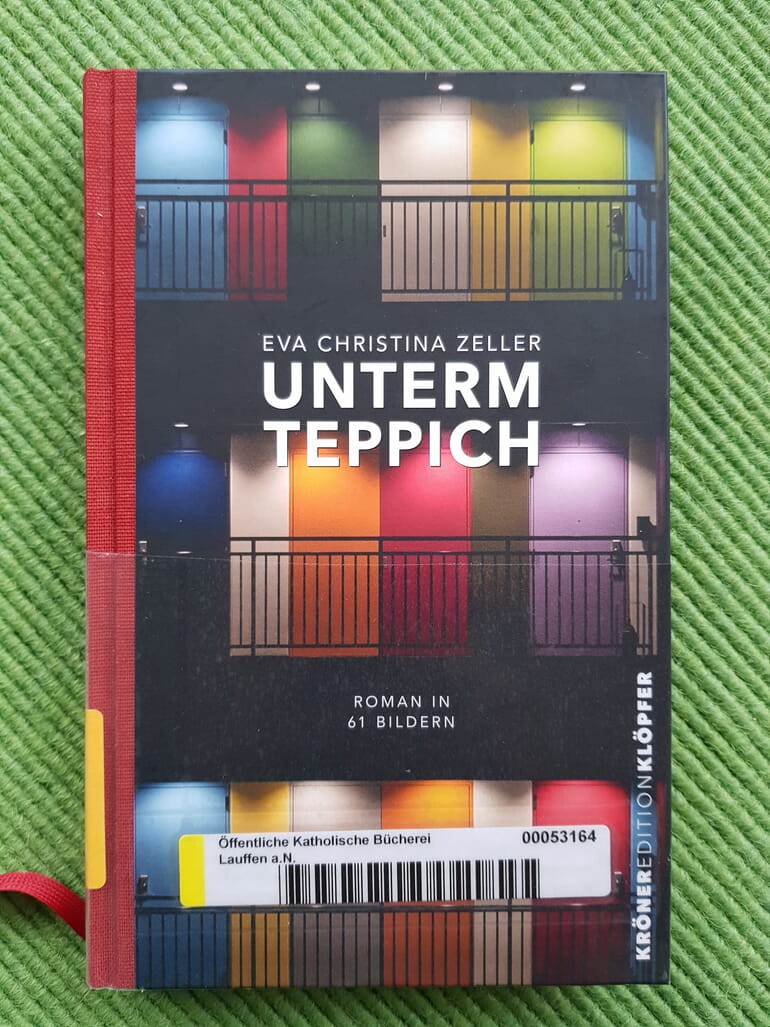 EVA CHRISTINA ZELLER
UNTERM
TEPPICH
ROMAN IN
61 BILDERN
KRÖNEREDITIONKLÖPFER
Öffentliche Katholische Bücherei 00053164
Lauffen a.N.